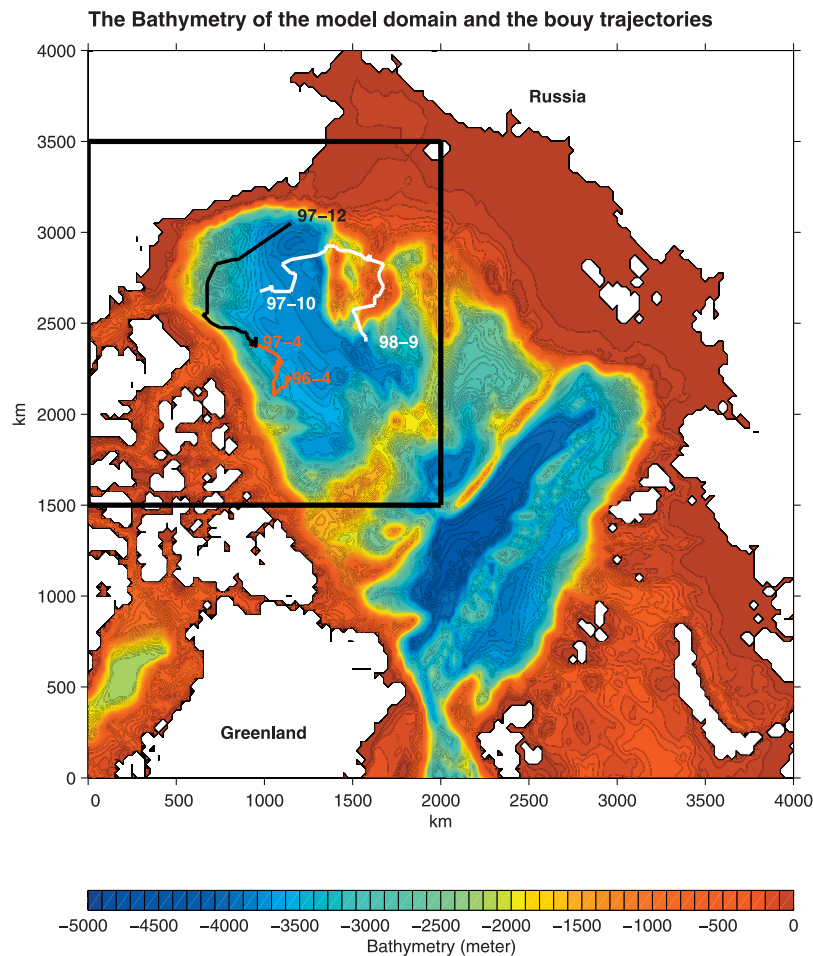 The Bathymetry of the model domain and the bouy trajectories
4000
Russia
3500
97−12
3000
97−10
2500
97−4
98−9
96−4
km
2000
1500
1000
500
Greenland
0
0 500 1000 1500 2000 2500 3000 3500 4000
km
−5000 −4500 −4000 −3500 −3000 −2500 −2000 −1500 −1000 −500 0
Bathymetry (meter)